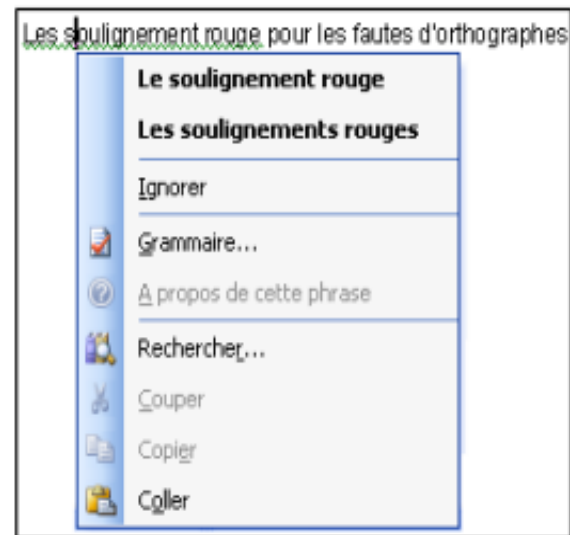 Les soulignement rouge pour les fautes d'orthographes
Le soulignement rouge
Les soulignements rouges
Ignorer
Grammaire...
A propos de cette phrase
Rechercher...
Couper
Copier
Coller